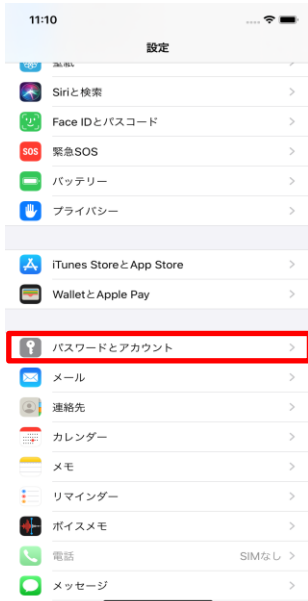 11:10
設定
壁紙
Siriと検索
Face IDとパスコード
SOS 緊急SOS
バッテリー
プライバシー
iTunes StoreとApp Store
WalletとApple Pay
パスワードとアカウント
メール
連絡先
カレンダー
メモ
リマインダー
ボイスメモ
電話 SIMなし
メッセージ